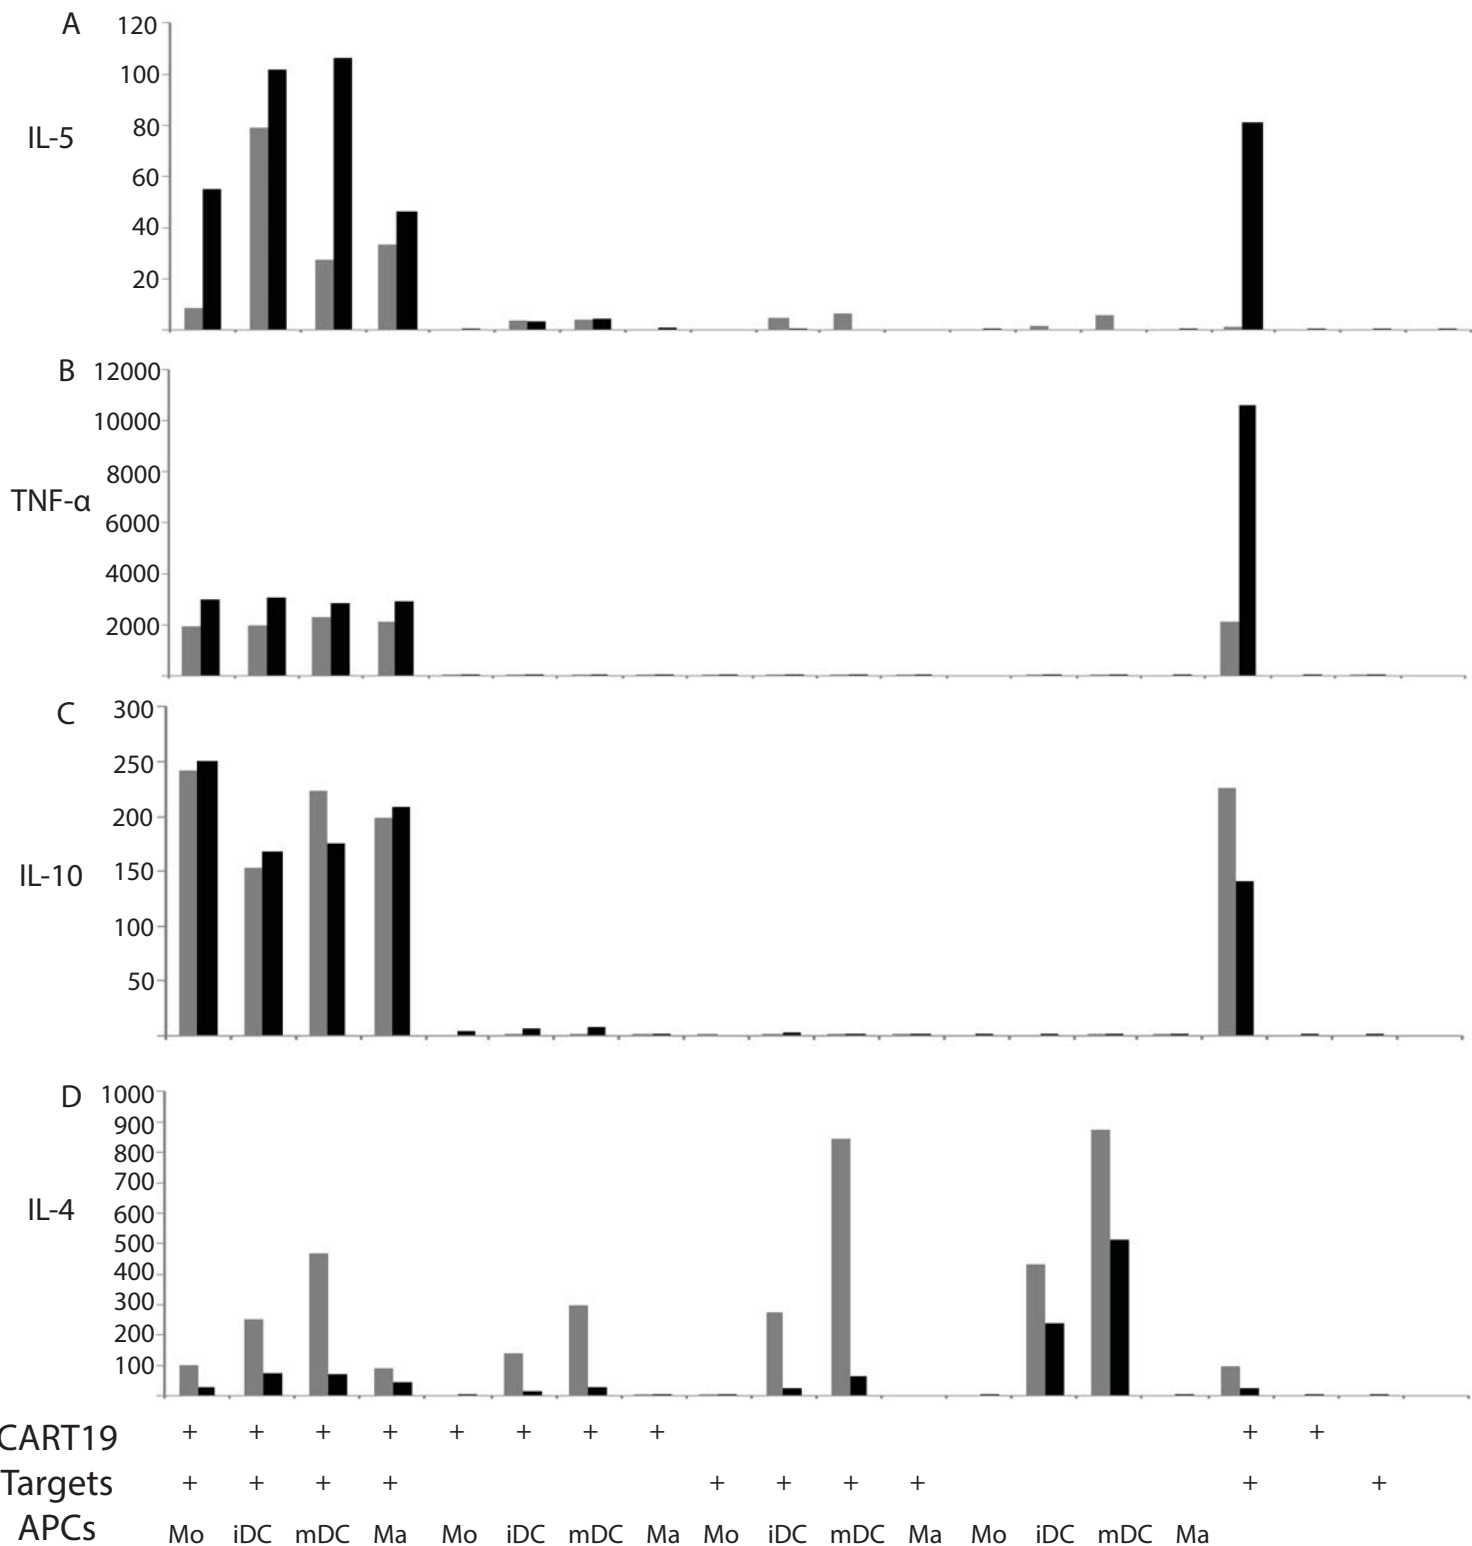 A
120
100
80
60
40
20
IL-5
B
12000
10000
8000
6000
4000
2000
TNF-α
C
300
250
200
150
100
50
IL-10
D
1000
900
800
700
600
500
400
300
200
100
IL-4
CART19 + + + + + + + + + +
Targets + + + + + + + + + +
APCs Mo iDC mDC Ma Mo iDC mDC Ma Mo iDC mDC Ma Mo iDC mDC Ma